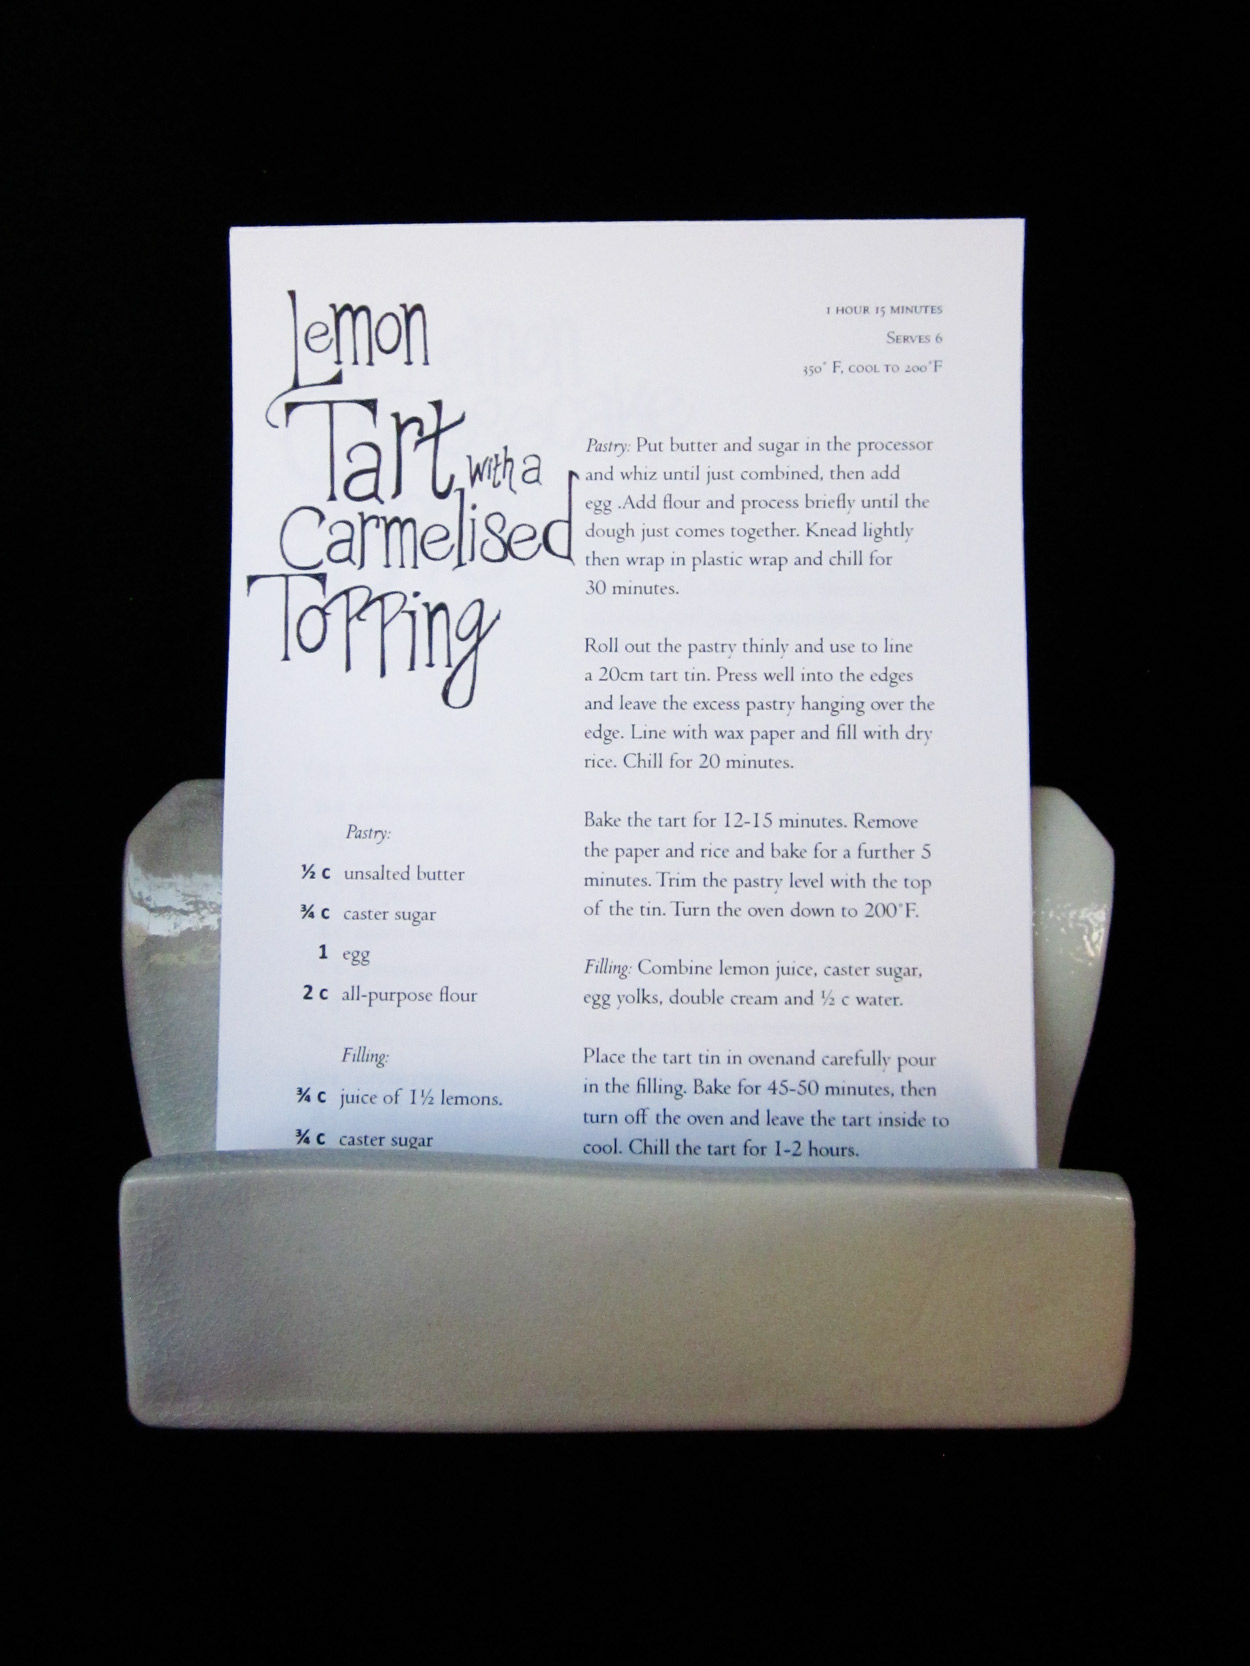 Lemon
Tart with a
Carmelised
Topping
1 HOUR 15 MINUTES
SERVES 6
350° F, COOL TO 200°F
Pastry:
½ c unsalted butter
¾ c caster sugar
1 egg
2 c all-purpose flour
Filling:
¾ c juice of 1½ lemons.
¾ c caster sugar
Pastry: Put butter and sugar in the processor
and whiz until just combined, then add
egg .Add flour and process briefly until the
dough just comes together. Knead lightly
then wrap in plastic wrap and chill for
30 minutes.
Roll out the pastry thinly and use to line
a 20cm tart tin. Press well into the edges
and leave the excess pastry hanging over the
edge. Line with wax paper and fill with dry
rice. Chill for 20 minutes.
Bake the tart for 12-15 minutes. Remove
the paper and rice and bake for a further 5
minutes. Trim the pastry level with the top
of the tin. Turn the oven down to 200°F.
Filling: Combine lemon juice, caster sugar,
egg yolks, double cream and ½ c water.
Place the tart tin in ovenand carefully pour
in the filling. Bake for 45-50 minutes, then
turn off the oven and leave the tart inside to
cool. Chill the tart for 1-2 hours.